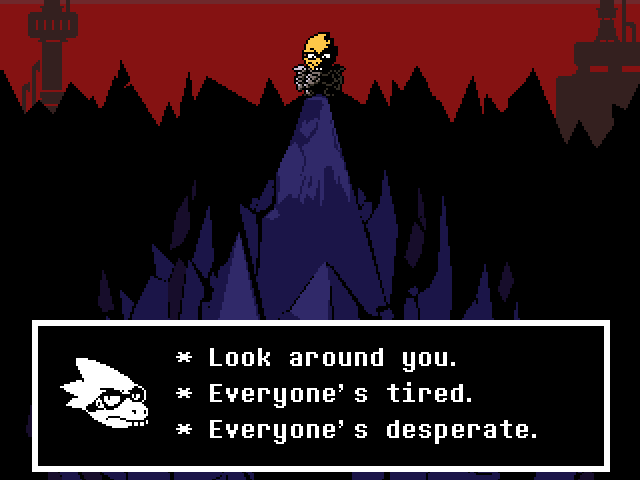 * Look around you.
* Everyone's tired.
* Everyone's desperate.